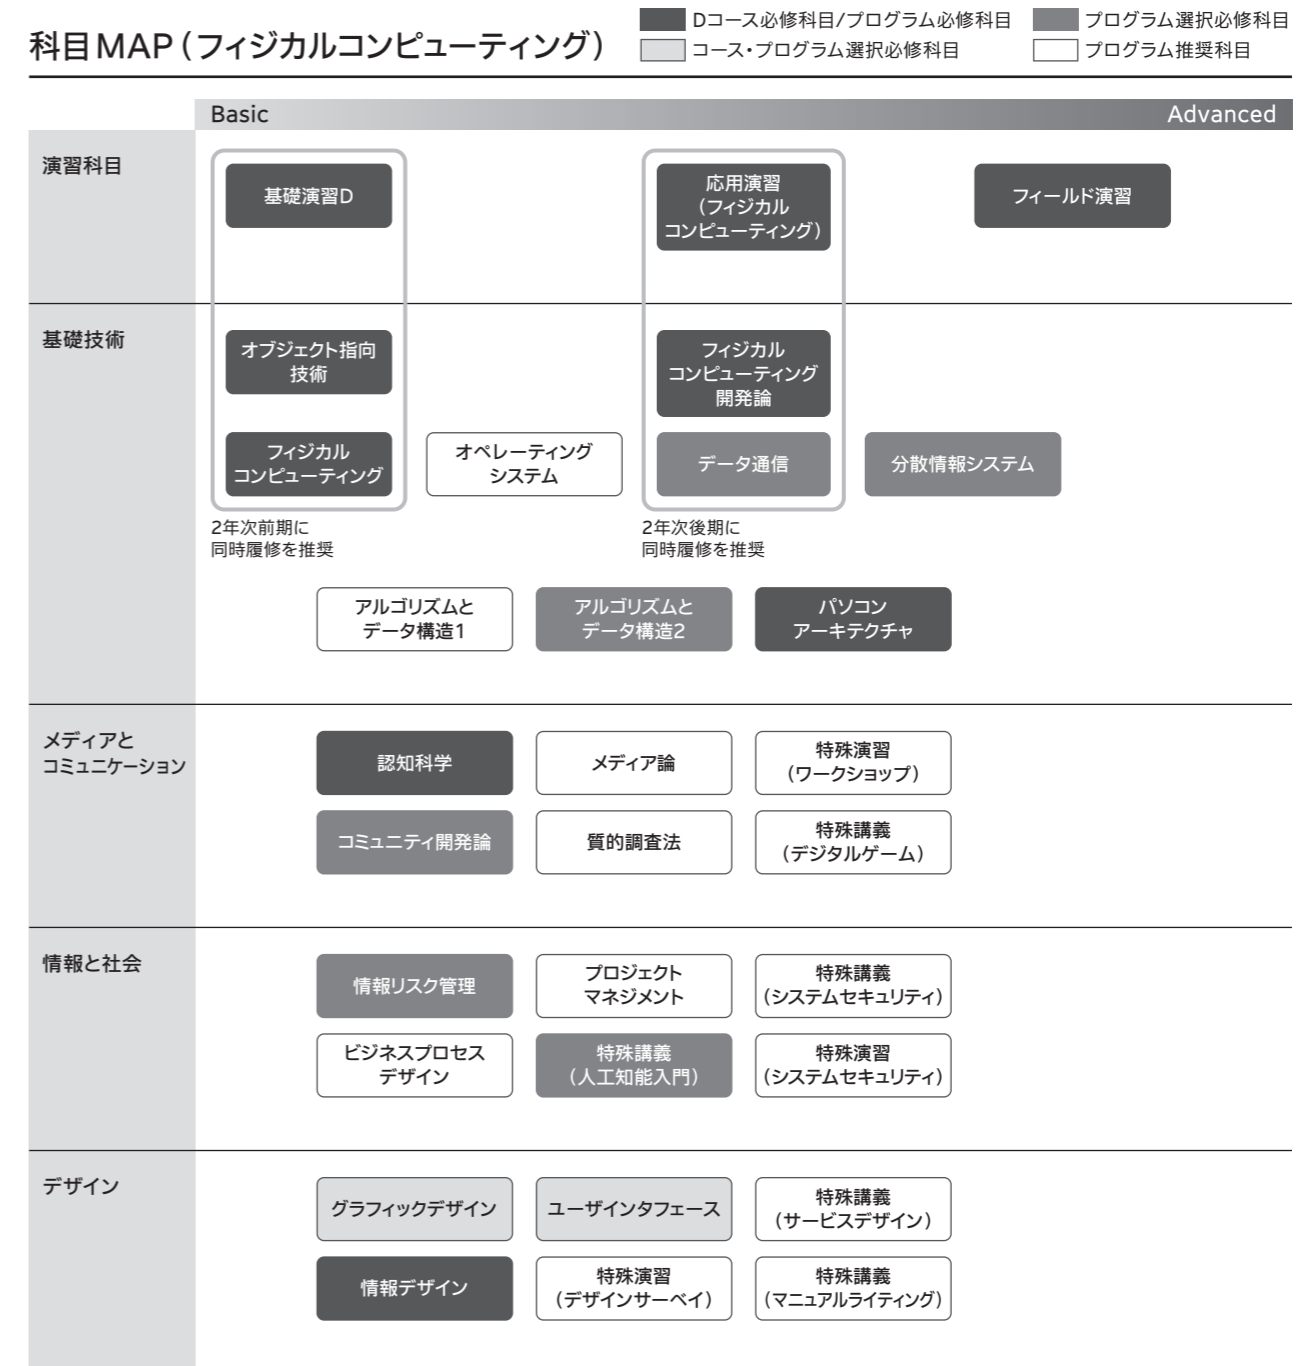 科目MAP(フィジカルコンピューティング)
Dコース必修科目/プログラム必修科目
プログラム選択必修科目
コース・プログラム選択必修科目
プログラム推奨科目
Basic
Advanced
演習科目
基礎演習D
応用演習
(フィジカル
コンピューティング)
フィールド演習
基礎技術
オブジェクト指向
技術
フィジカル
コンピューティング
開発論
フィジカル
コンピューティング
オペレーティング
システム
データ通信
分散情報システム
2年次前期に
同時履修を推奨
2年次後期に
同時履修を推奨
アルゴリズムと
データ構造1
アルゴリズムと
データ構造2
パソコン
アーキテクチャ
メディアと
コミュニケーション
認知科学
メディア論
特殊演習
(ワークショップ)
コミュニティ開発論
質的調査法
特殊講義
(デジタルゲーム)
情報と社会
情報リスク管理
プロジェクト
マネジメント
特殊講義
(システムセキュリティ)
ビジネスプロセス
デザイン
特殊講義
(人工知能入門)
特殊演習
(システムセキュリティ)
デザイン
グラフィックデザイン
ユーザインタフェース
特殊講義
(サービスデザイン)
情報デザイン
特殊演習
(デザインサーベイ)
特殊講義
(マニュアルライティング)